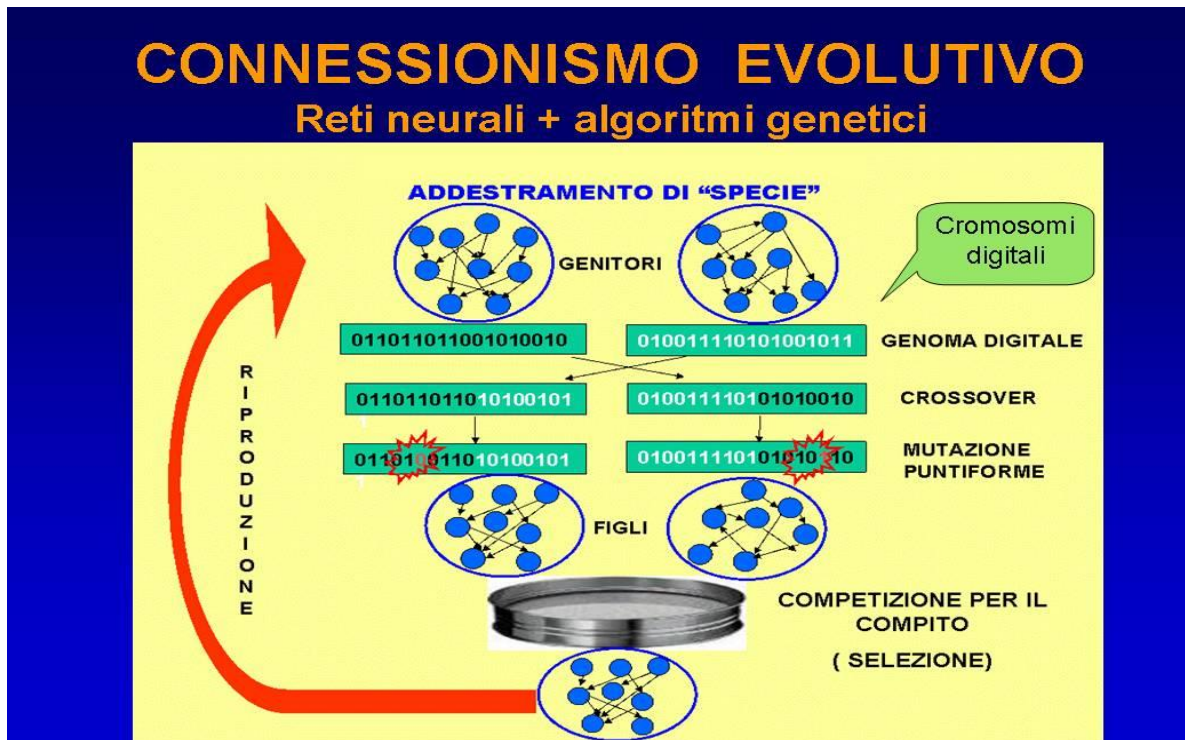 CONNESSIONISMO EVOLUTIVO
Reti neurali + algoritmi genetici
ADDESTRAMENTO DI “SPECIE”
Cromosomi
digitali
GENITORI
011011011001010010
010011110101001011
GENOMA DIGITALE
011011011010100101
010011110101010010
CROSSOVER
010011110101010110
MUTAZIONE
PUNTIFORME
RIPRODUZIONE
FIGLI
COMPETIZIONE PER IL
COMPITO
( SELEZIONE)